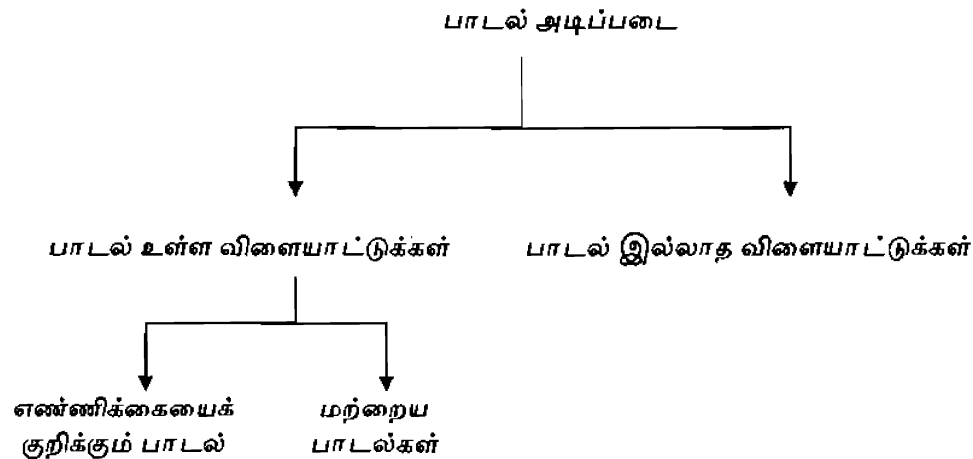 பாடல் அடிப்படை
பாடல் உள்ள விளையாட்டுக்கள்
பாடல் இல்லாத விளையாட்டுக்கள்
எண்ணிக்கையைக்
குறிக்கும் பாடல்
மற்றைய
பாடல்கள்